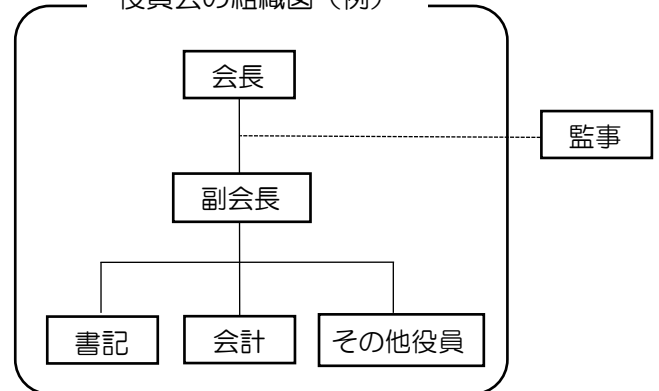 役員会の組織図（例）
会長
監事
副会長
書記
会計
その他役員